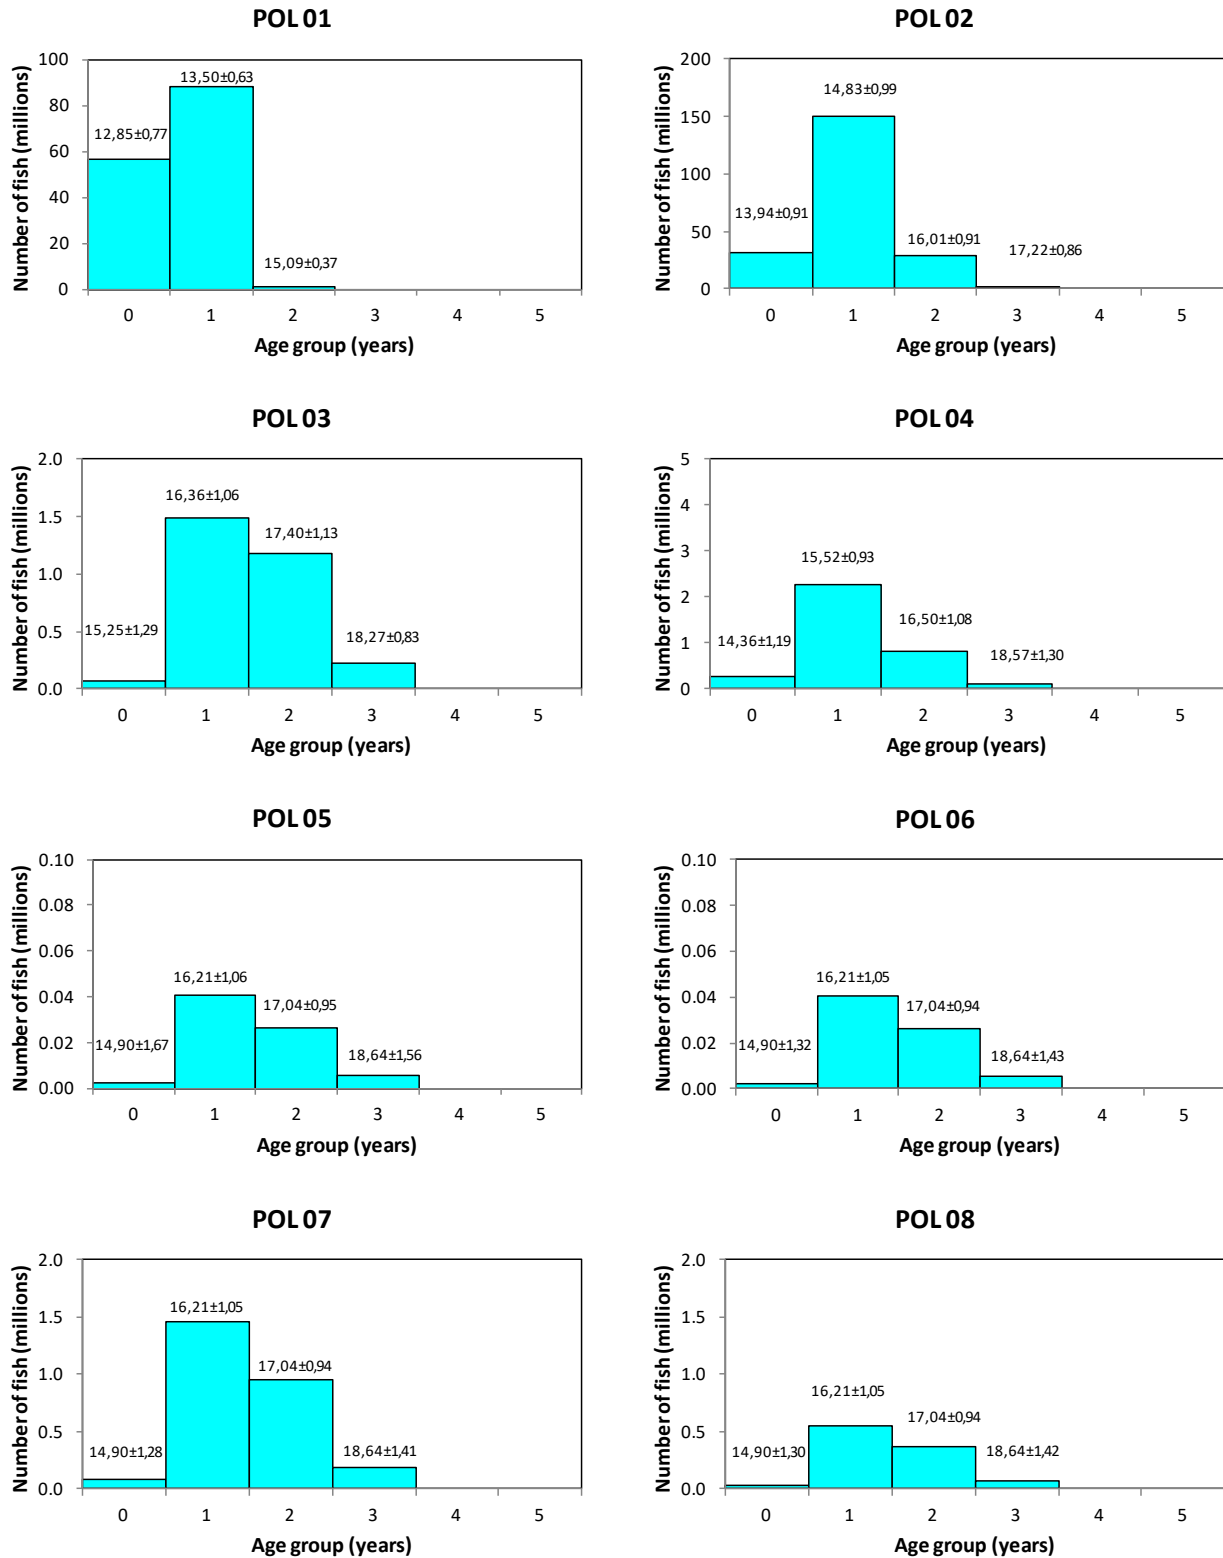 POL 01
Number of fish (millions)
100
80
60
40
20
0
12,85±0,77
13,50±0,63
15,09±0,37
0 1 2 3 4 5
Age group (years)
POL 02
Number of fish (millions)
200
150
100
50
0
13,94±0,91
14,83±0,99
16,01±0,91
17,22±0,86
0 1 2 3 4 5
Age group (years)
POL 03
Number of fish (millions)
2.0
1.5
1.0
0.5
0.0
15,25±1,29
16,36±1,06
17,40±1,13
18,27±0,83
0 1 2 3 4 5
Age group (years)
POL 04
Number of fish (millions)
5
4
3
2
1
0
14,36±1,19
15,52±0,93
16,50±1,08
18,57±1,30
0 1 2 3 4 5
Age group (years)
POL 05
Number of fish (millions)
0.10
0.08
0.06
0.04
0.02
0.00
14,90±1,67
16,21±1,06
17,04±0,95
18,64±1,56
0 1 2 3 4 5
Age group (years)
POL 06
Number of fish (millions)
0.10
0.08
0.06
0.04
0.02
0.00
14,90±1,32
16,21±1,05
17,04±0,94
18,64±1,43
0 1 2 3 4 5
Age group (years)
POL 07
Number of fish (millions)
2.0
1.5
1.0
0.5
0.0
14,90±1,28
16,21±1,05
17,04±0,94
18,64±1,41
0 1 2 3 4 5
Age group (years)
POL 08
Number of fish (millions)
2.0
1.5
1.0
0.5
0.0
14,90±1,30
16,21±1,05
17,04±0,94
18,64±1,42
0 1 2 3 4 5
Age group (years)